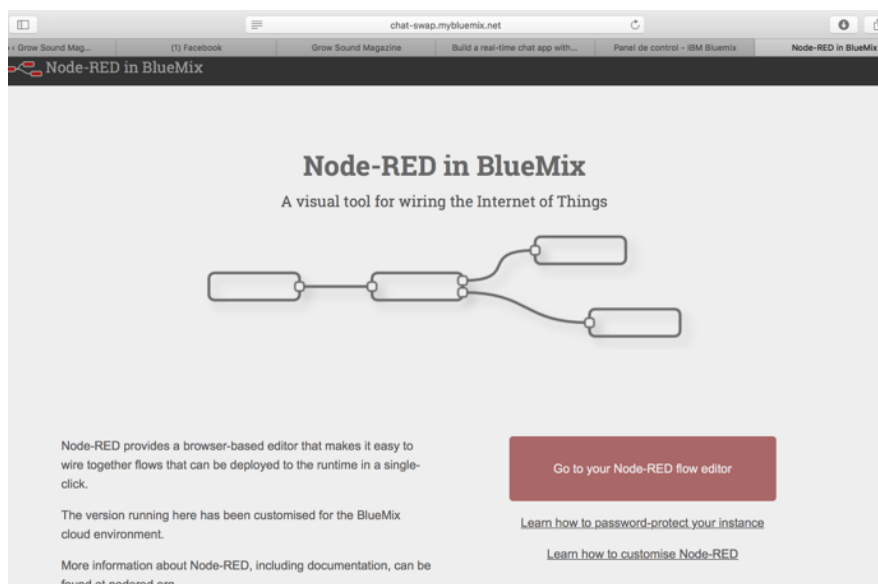 chat-swap.mybluemix.net
‹ Grow Sound Mag...
(1) Facebook
Grow Sound Magazine
Build a real-time chat app with...
Panel de control - IBM Bluemix
Node-RED in BlueMix
Node-RED in BlueMix
Node-RED in BlueMix
A visual tool for wiring the Internet of Things
Node-RED provides a browser-based editor that makes it easy to
wire together flows that can be deployed to the runtime in a single-
click.
The version running here has been customised for the BlueMix
cloud environment.
More information about Node-RED, including documentation, can be
found at nodered.org.
Go to your Node-RED flow editor
Learn how to password-protect your instance
Learn how to customise Node-RED